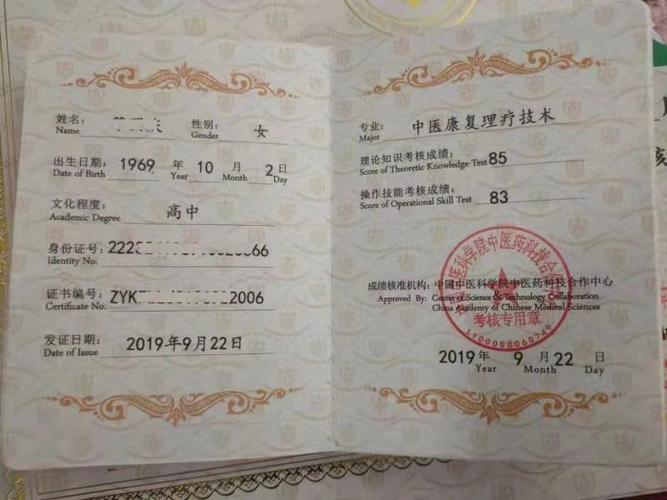 姓名:
Name
性别:
Gender
女
出生日期: 1969 年 10 月 2 日
Date of Birth Year Month Day
文化程度:
Academic Degree
高中
身份证号: 222 66
Identity No.
证书编号: ZYK 2006
Certificate No.
发证日期: 2019年9月22日
Date of Issue
专业: 中医康复理疗技术
Major
理论知识考核成绩:
Score of Theoretic Knowledge Test 85
操作技能考核成绩:
Score of Operational Skill Test 83
成绩核准机构: 中国中医科学院中医药科技合作中心
Approved By: Center of Science & Technology Collaboration
China Academy of Chinese Medical Sciences
考核专用章
2019 年 9 月 22 日
Year Month Day